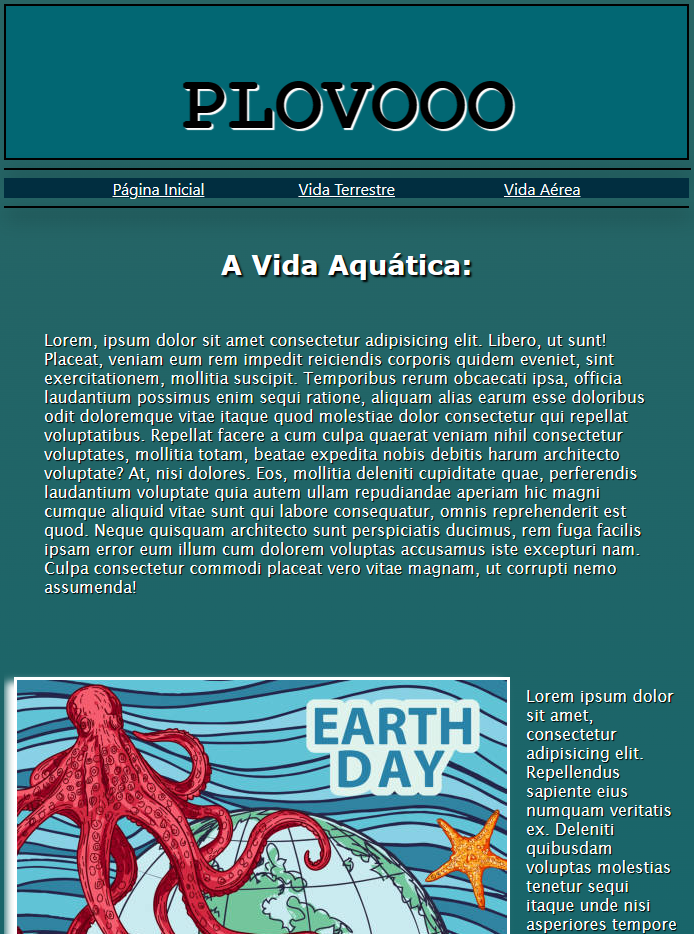 PLOVOOO
Página Inicial Vida Terrestre Vida Aérea
A Vida Aquática:
Lorem, ipsum dolor sit amet consectetur adipisicing elit. Libero, ut sunt!
Placeat, veniam eum rem impedit reiciendis corporis quidem eveniet, sint
exercitationem, mollitia suscipit. Temporibus rerum obcaecati ipsa, officia
laudantium possimus enim sequi ratione, aliquam alias earum esse doloribus
odit doloremque vitae itaque quod molestiae dolor consectetur qui repellat
voluptatibus. Repellat facere a cum culpa quaerat veniam nihil consectetur
voluptates, mollitia totam, beatae expedita nobis debitis harum architecto
voluptate? At, nisi dolores. Eos, mollitia deleniti cupiditate quae, perferendis
laudantium voluptate quia autem ullam repudiandae aperiam hic magni
cumque aliquid vitae sunt qui labore consequatur, omnis reprehenderit est
quod. Neque quisquam architecto sunt perspiciatis ducimus, rem fuga facilis
ipsam error eum illum cum dolorem voluptas accusamus iste excepturi nam.
Culpa consectetur commodi placeat vero vitae magnam, ut corrupti nemo
assumenda!
EARTH
DAY
Lorem ipsum dolor
sit amet,
consectetur
adipisicing elit.
Repellendus
sapiente eius
numquam veritatis
ex. Deleniti
quibusdam
voluptas molestias
tenetur sequi
itaque unde nisi
asperiores tempore